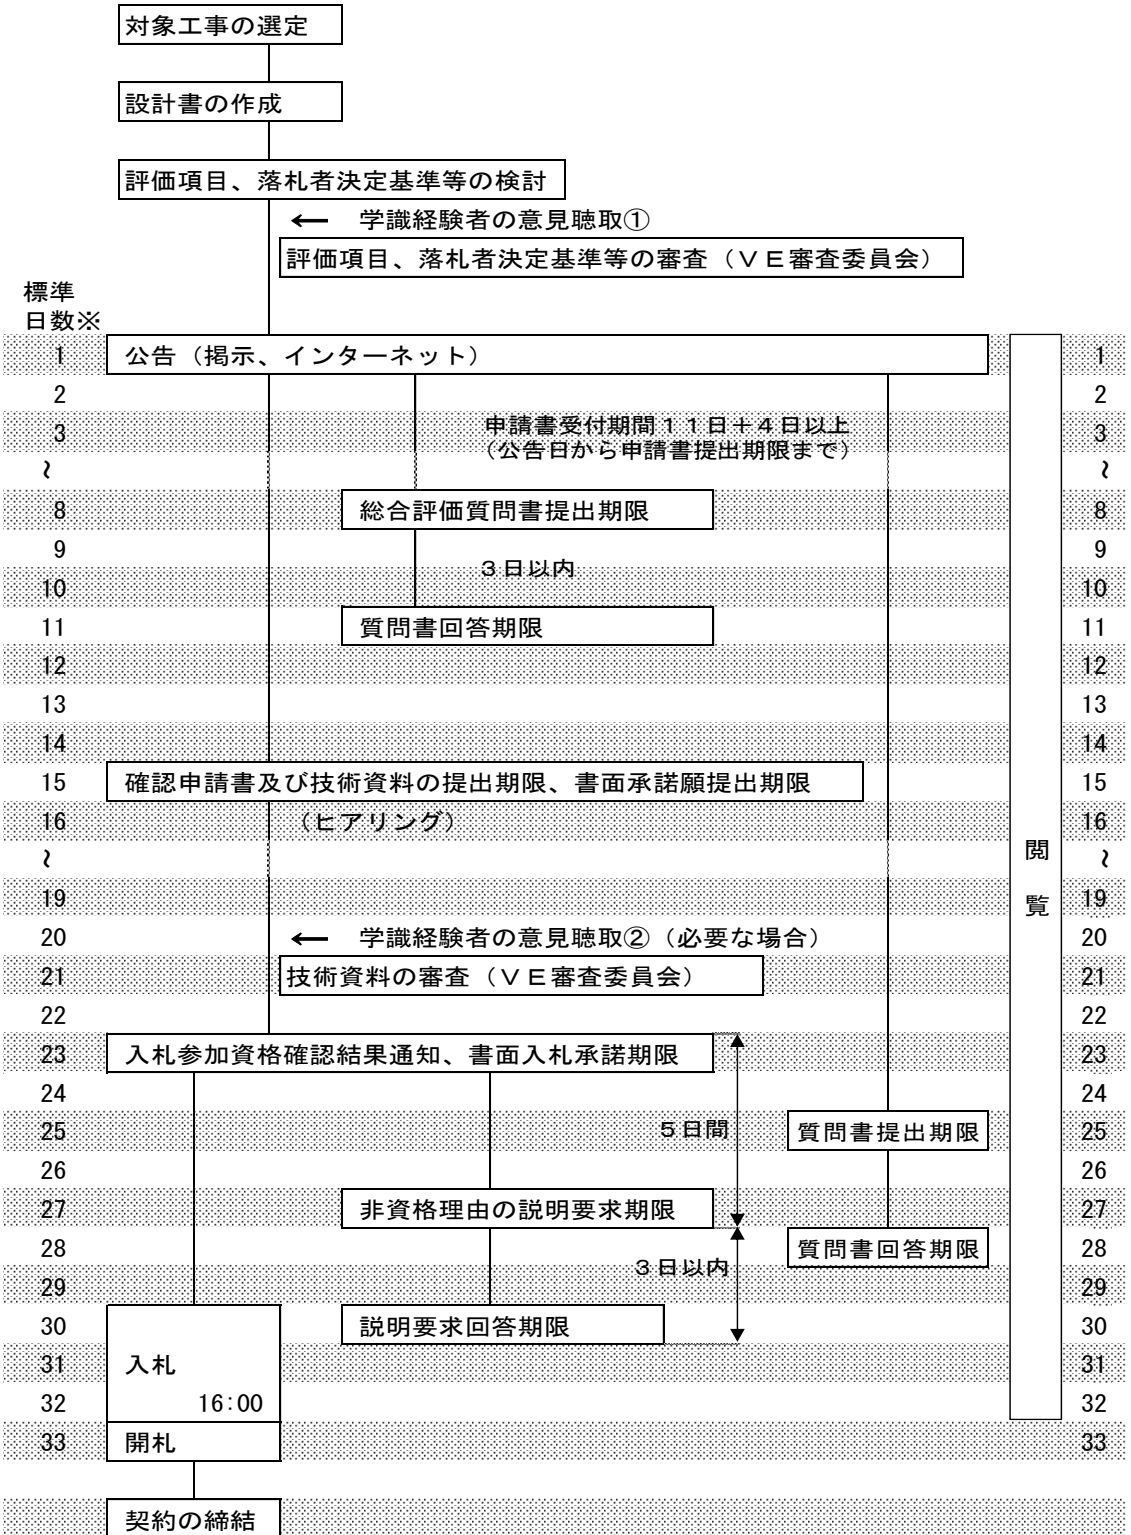 対象工事の選定
設計書の作成
評価項目、落札者決定基準等の検討
← 学識経験者の意見聴取①
評価項目、落札者決定基準等の審査（ＶＥ審査委員会）
標準
日数※
1 公告（掲示、インターネット） 1
2 2
3 申請書受付期間１１日＋４日以上 3
（公告日から申請書提出期限まで）
～ ～
8 総合評価質問書提出期限 8
9 9
３日以内
10 10
11 質問書回答期限 11
12 12
13 13
14 14
15 確認申請書及び技術資料の提出期限、書面承諾願提出期限 15
16 （ヒアリング） 16
～ 閲 ～
19 覧 19
20 ← 学識経験者の意見聴取②（必要な場合） 20
21 技術資料の審査（ＶＥ審査委員会） 21
22 22
23 入札参加資格確認結果通知、書面入札承諾期限 23
24 24
25 ５日間 質問書提出期限 25
26 26
27 非資格理由の説明要求期限 27
28 質問書回答期限 28
３日以内
29 29
30 説明要求回答期限 30
31 入札 31
32 16:00 32
33 開札 33
契約の締結